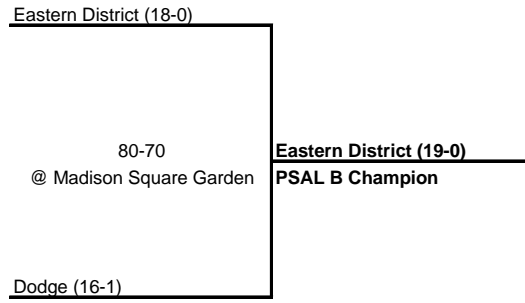 Eastern District (18-0)
80-70
Eastern District (19-0)
@ Madison Square Garden
PSAL B Champion
Dodge (16-1)